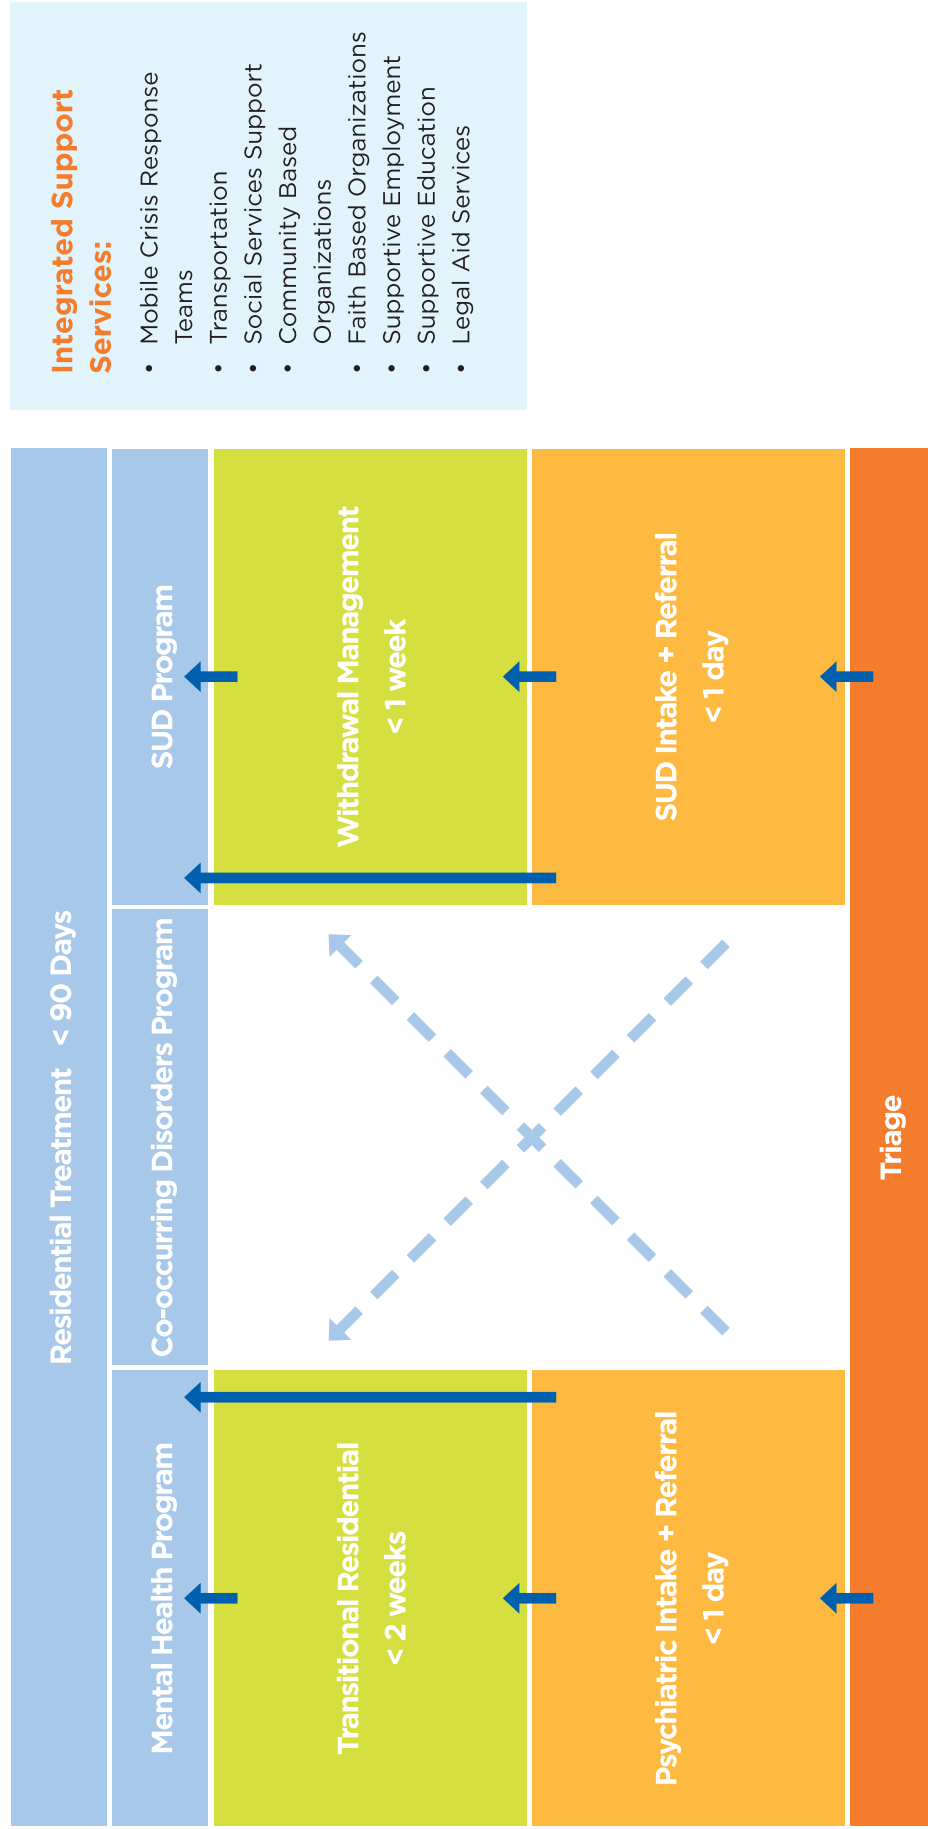 Residential Treatment < 90 Days
Mental Health Program
Co-occurring Disorders Program
SUD Program
Transitional Residential
< 2 weeks
Withdrawal Management
< 1 week
Psychiatric Intake + Referral
< 1 day
SUD Intake + Referral
< 1 day
Triage
Integrated Support
Services:
• Mobile Crisis Response
Teams
• Transportation
• Social Services Support
• Community Based
Organizations
• Faith Based Organizations
• Supportive Employment
• Supportive Education
• Legal Aid Services